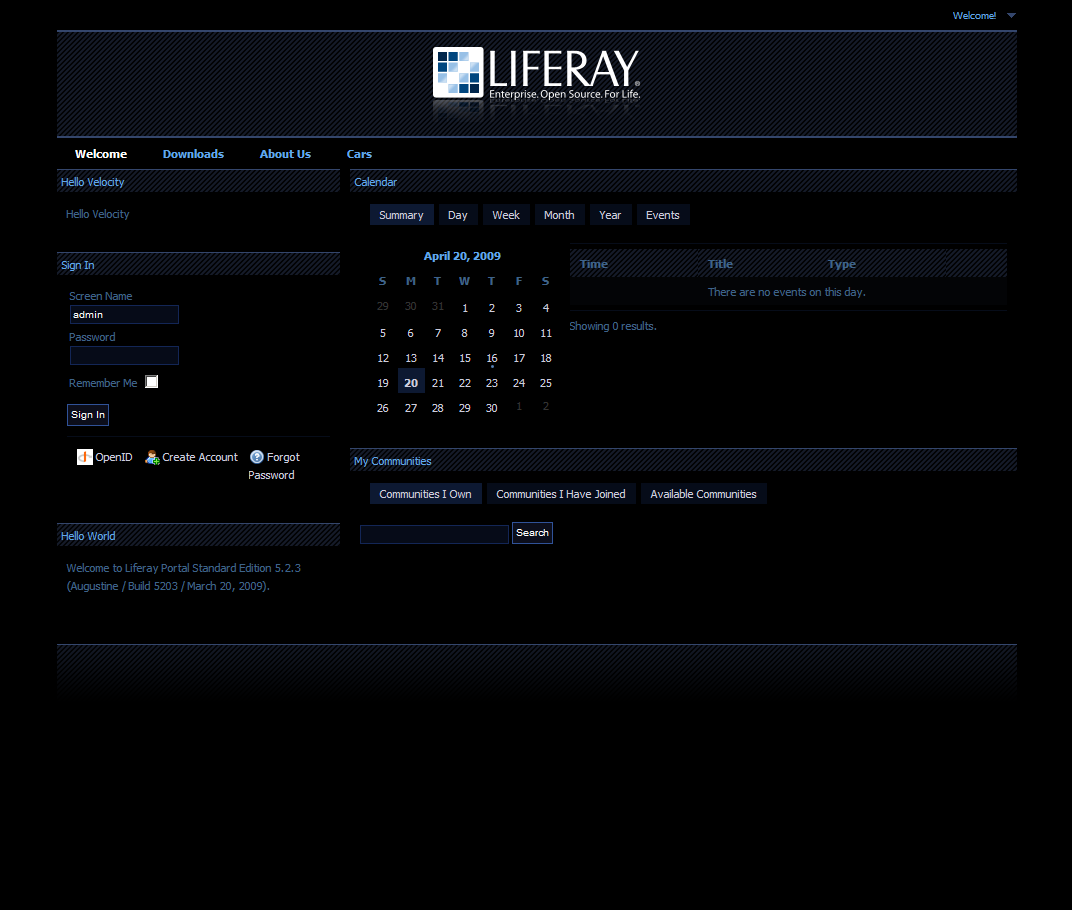 Welcome!
LIFERAY®
Enterprise. Open Source. For Life.
Welcome Downloads About Us Cars
Hello Velocity
Hello Velocity
Sign In
Screen Name
admin
Password
Remember Me
Sign In
OpenID Create Account Forgot
Password
Hello World
Welcome to Liferay Portal Standard Edition 5.2.3
(Augustine / Build 5203 / March 20, 2009).
Calendar
Summary Day Week Month Year Events
April 20, 2009
S M T W T F S
29 30 31 1 2 3 4
5 6 7 8 9 10 11
12 13 14 15 16 17 18
19 20 21 22 23 24 25
26 27 28 29 30 1 2
Time Title Type
There are no events on this day.
Showing 0 results.
My Communities
Communities I Own Communities I Have Joined Available Communities
Search